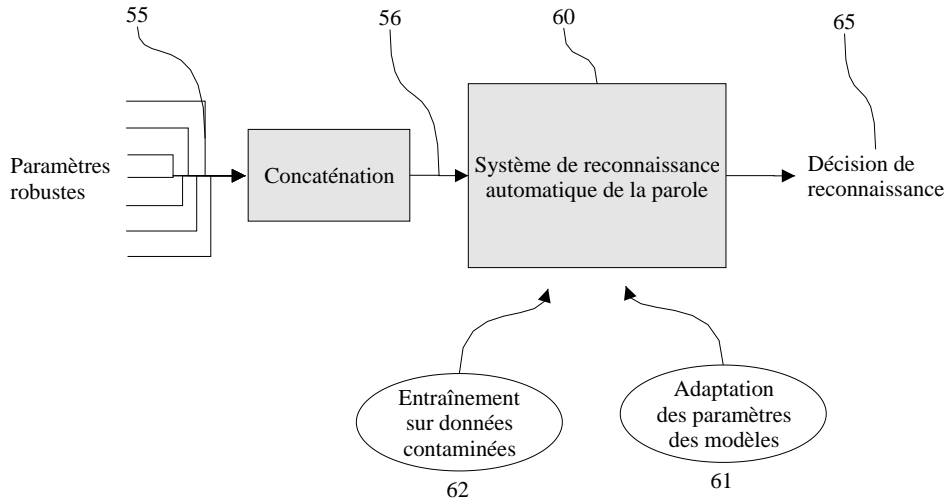 55
56
60
65
Paramètres
robustes
Concaténation
Système de reconnaissance
automatique de la parole
Décision de
reconnaissance
Entraînement
sur données
contaminées
62
Adaptation
des paramètres
des modèles
61